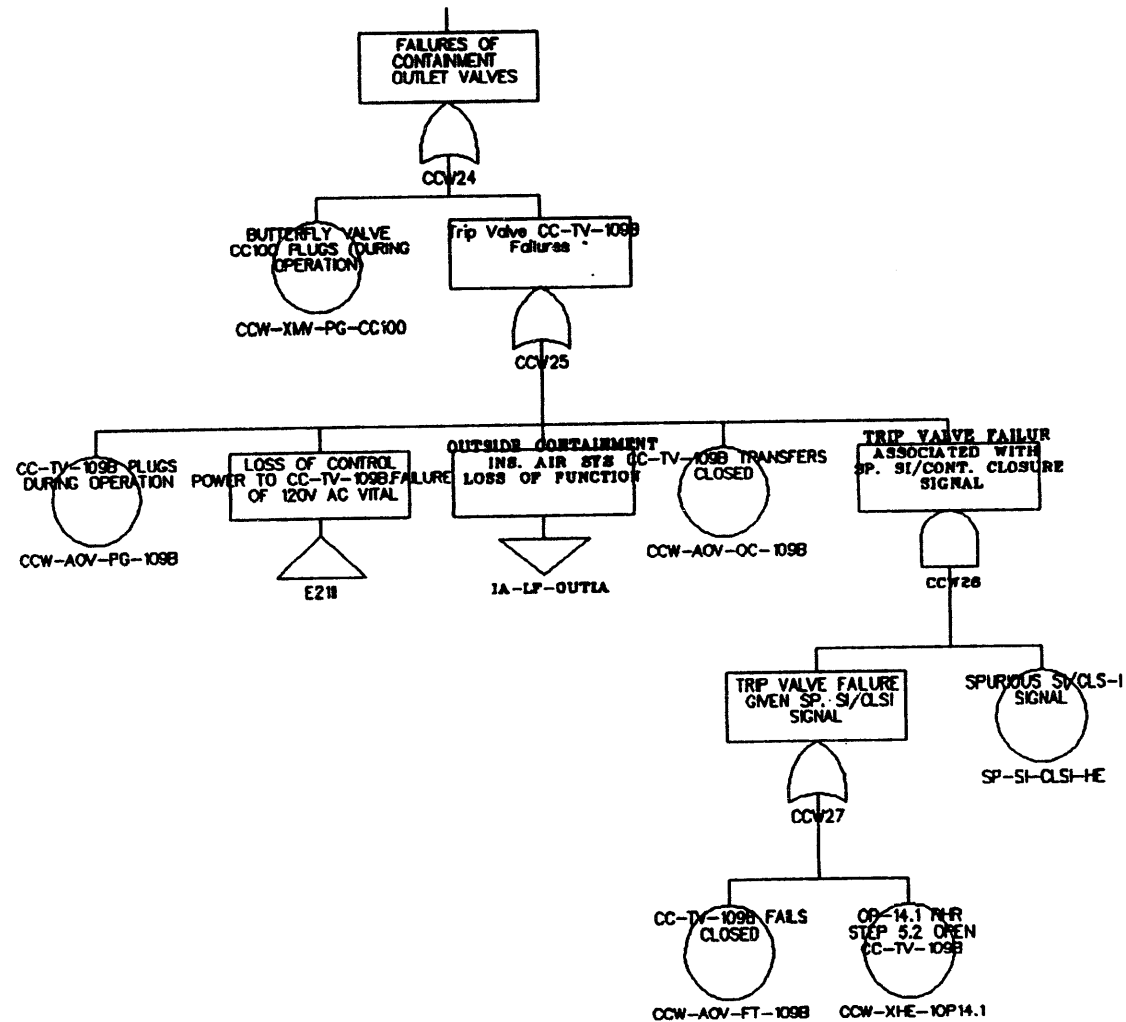 FAILURES OF
CONTAINMENT
OUTLET VALVES
CCW24
BUTTERFLY VALVE
CC100 PLUGS DURING
OPERATION
CCW-XMV-PG-CC100
Trip Valve CC-TV-109B
Failures
CCW25
CC-TV-109B PLUGS
DURING OPERATION
CCW-AOV-PG-109B
LOSS OF CONTROL
POWER TO CC-TV-109B.FAILURE
OF 120V AC VITAL
E211
OUTSIDE CONTAINMENT
INS. AIR SYS
LOSS OF FUNCTION
IA-LF-OUTIA
CC-TV-109B TRANSFERS
CLOSED
CCW-AOV-OC-109B
TRIP VALVE FAILUR
ASSOCIATED WITH
SP. SI/CONT. CLOSURE
SIGNAL
CCW26
TRIP VALVE FAILURE
GIVEN SP. SI/CLSI
SIGNAL
CCW27
SPURIOUS SI/CLS-I
SIGNAL
SP-SI-CLSI-HE
CC-TV-109B FAILS
CLOSED
CCW-AOV-FT-109B
OP-14.1 RHR
STEP 5.2 OPEN
CC-TV-109B
CCW-XHE-1OP14.1